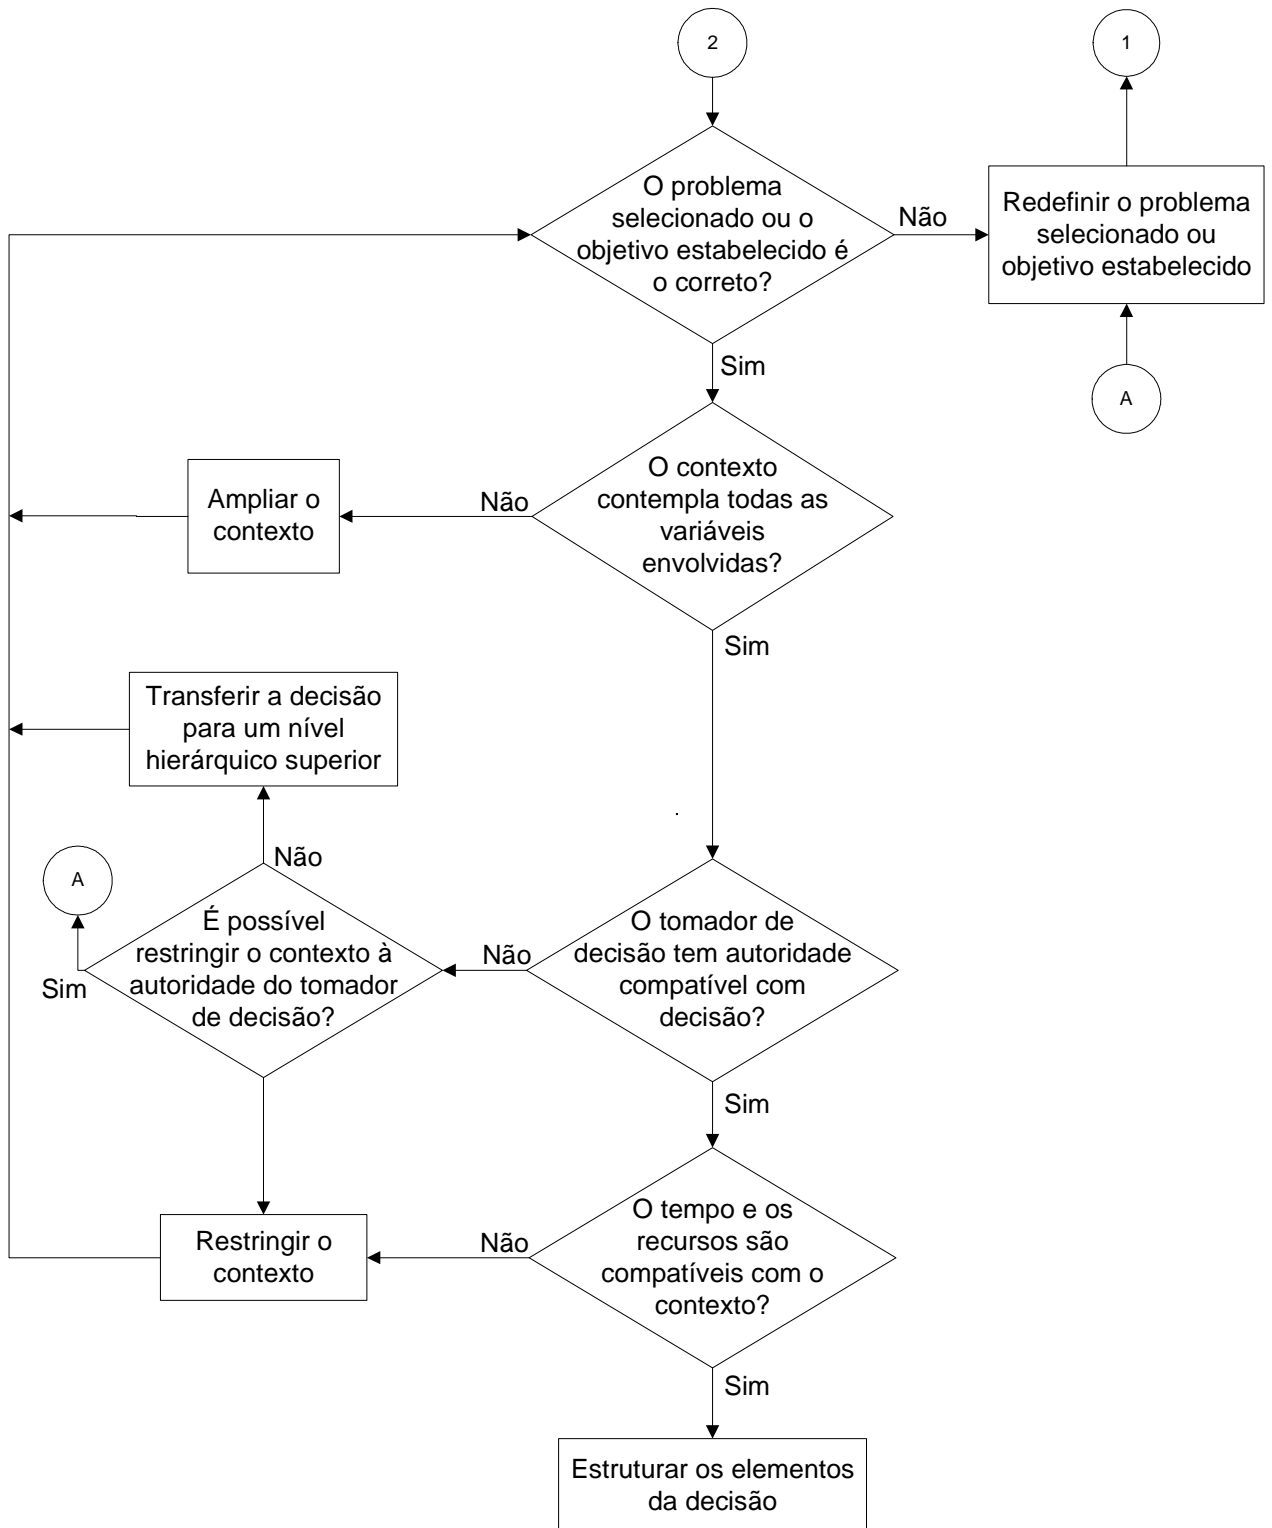 2
1
O problema
selecionado ou o
objetivo estabelecido é
o correto?
Não
Redefinir o problema
selecionado ou
objetivo estabelecido
Sim
A
O contexto
contempla todas as
variáveis
envolvidas?
Não
Ampliar o
contexto
Sim
Transferir a decisão
para um nível
hierárquico superior
Não
A
É possível
restringir o contexto à
autoridade do tomador
de decisão?
Sim
Não
O tomador de
decisão tem autoridade
compatível com
decisão?
Sim
O tempo e os
recursos são
compatíveis com o
contexto?
Não
Restringir o
contexto
Sim
Estruturar os elementos
da decisão